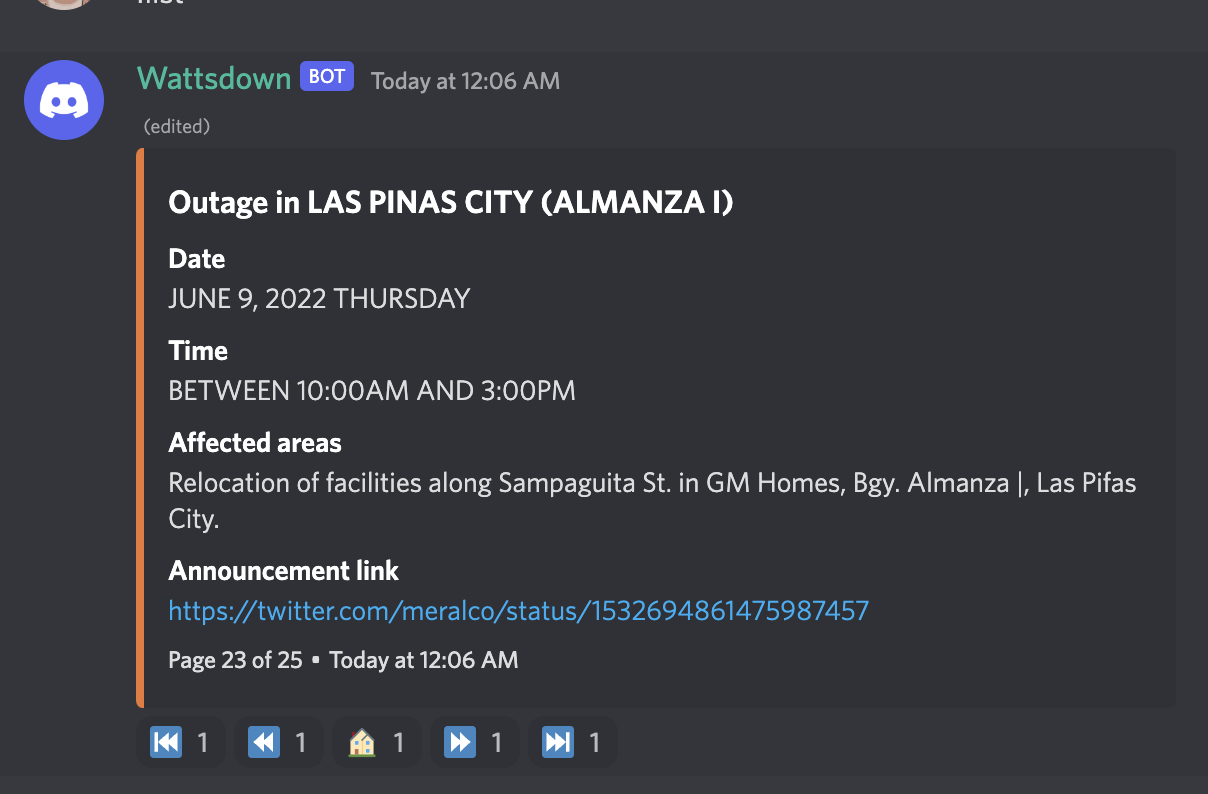 Wattsdown BOT Today at 12:06 AM
(edited)
Outage in LAS PINAS CITY (ALMANZA I)
Date
JUNE 9, 2022 THURSDAY
Time
BETWEEN 10:00AM AND 3:00PM
Affected areas
Relocation of facilities along Sampaguita St. in GM Homes, Bgy. Almanza |, Las Pifas
City.
Announcement link
https://twitter.com/meralco/status/1532694861475987457
Page 23 of 25 • Today at 12:06 AM
1 1 1 1 1